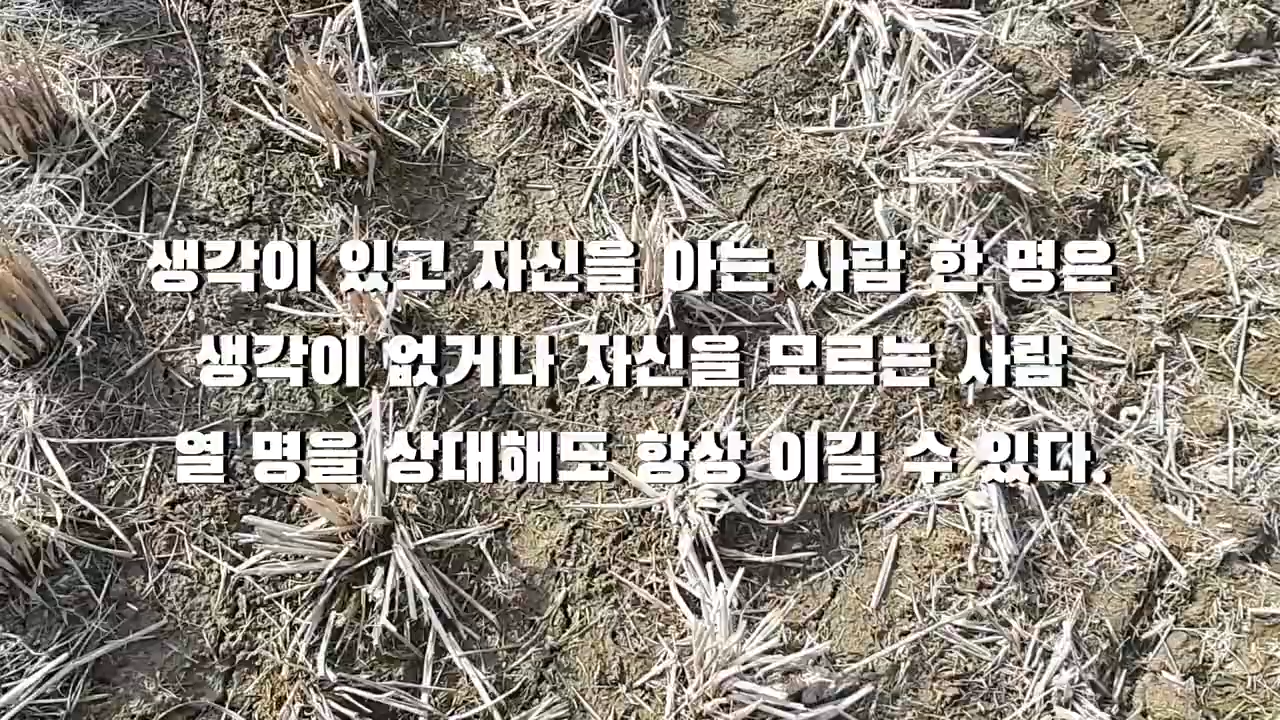 생각이 있고 자신을 아는 사람 한 명은
생각이 없거나 자신을 모르는 사람
열 명을 상대해도 항상 이길 수 있다.